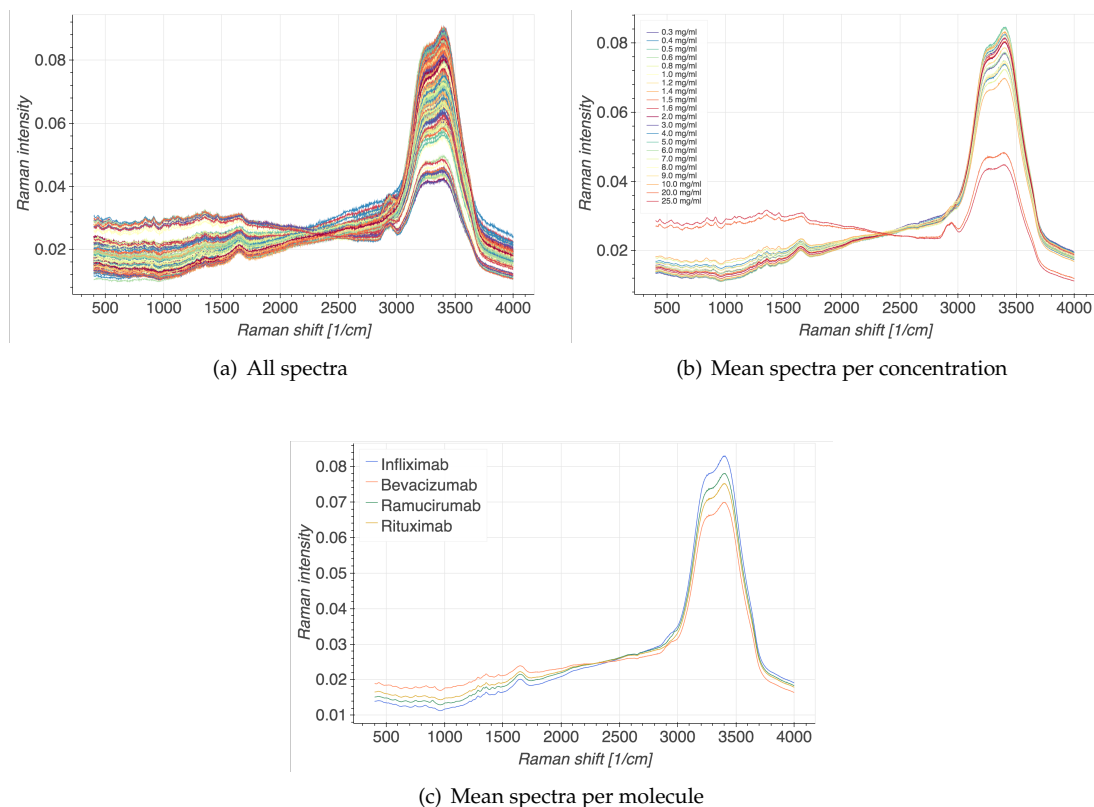 0.08
0.06
0.04
0.02
Raman intensity
500 1000 1500 2000 2500 3000 3500 4000
Raman shift [1/cm]
(a) All spectra
0.08
0.06
0.04
0.02
Raman intensity
0.3 mg/ml
0.4 mg/ml
0.5 mg/ml
0.6 mg/ml
0.8 mg/ml
1.0 mg/ml
1.2 mg/ml
1.4 mg/ml
1.5 mg/ml
1.6 mg/ml
2.0 mg/ml
3.0 mg/ml
4.0 mg/ml
5.0 mg/ml
6.0 mg/ml
7.0 mg/ml
8.0 mg/ml
9.0 mg/ml
10.0 mg/ml
20.0 mg/ml
25.0 mg/ml
500 1000 1500 2000 2500 3000 3500 4000
Raman shift [1/cm]
(b) Mean spectra per concentration
0.08
0.07
0.06
0.05
0.04
0.03
0.02
0.01
Raman intensity
Infliximab
Bevacizumab
Ramucirumab
Rituximab
500 1000 1500 2000 2500 3000 3500 4000
Raman shift [1/cm]
(c) Mean spectra per molecule